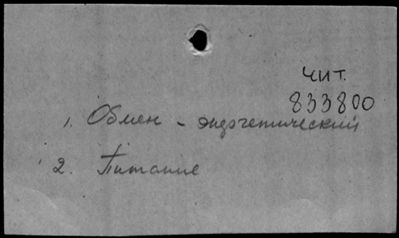 ЧИТ.
833800
1. Обмен - энергетический
2. Питание